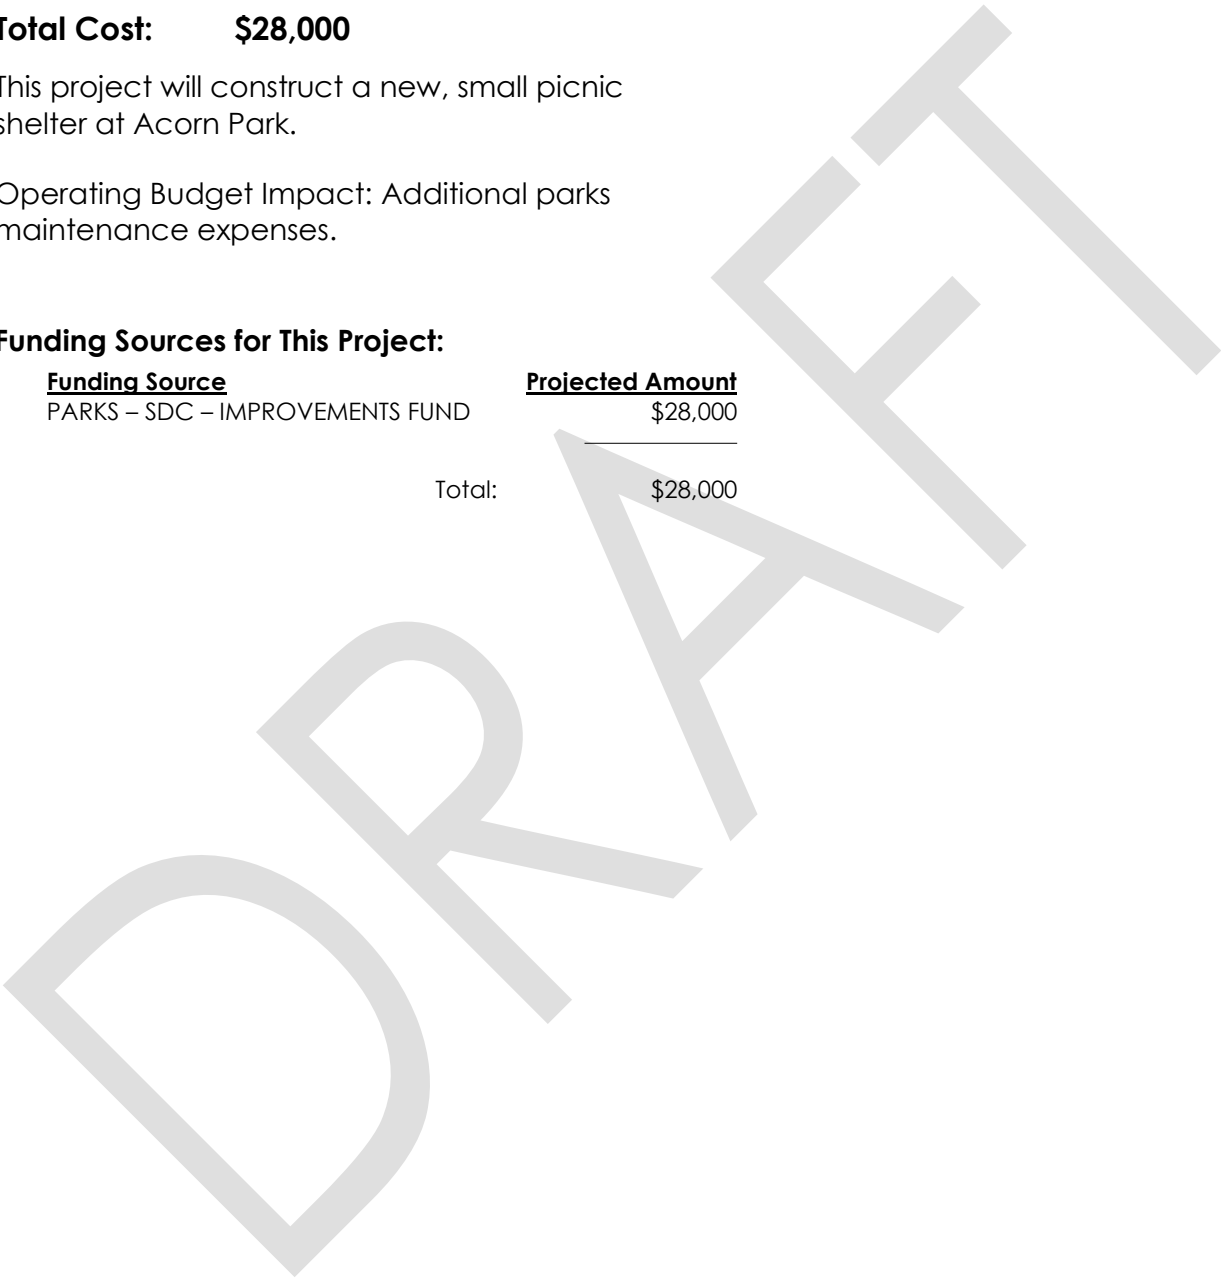 Total Cost: $28,000
This project will construct a new, small picnic
shelter at Acorn Park.
Operating Budget Impact: Additional parks
maintenance expenses.
Funding Sources for This Project:
Funding Source Projected Amount
PARKS – SDC – IMPROVEMENTS FUND $28,000
Total: $28,000
DRAFT